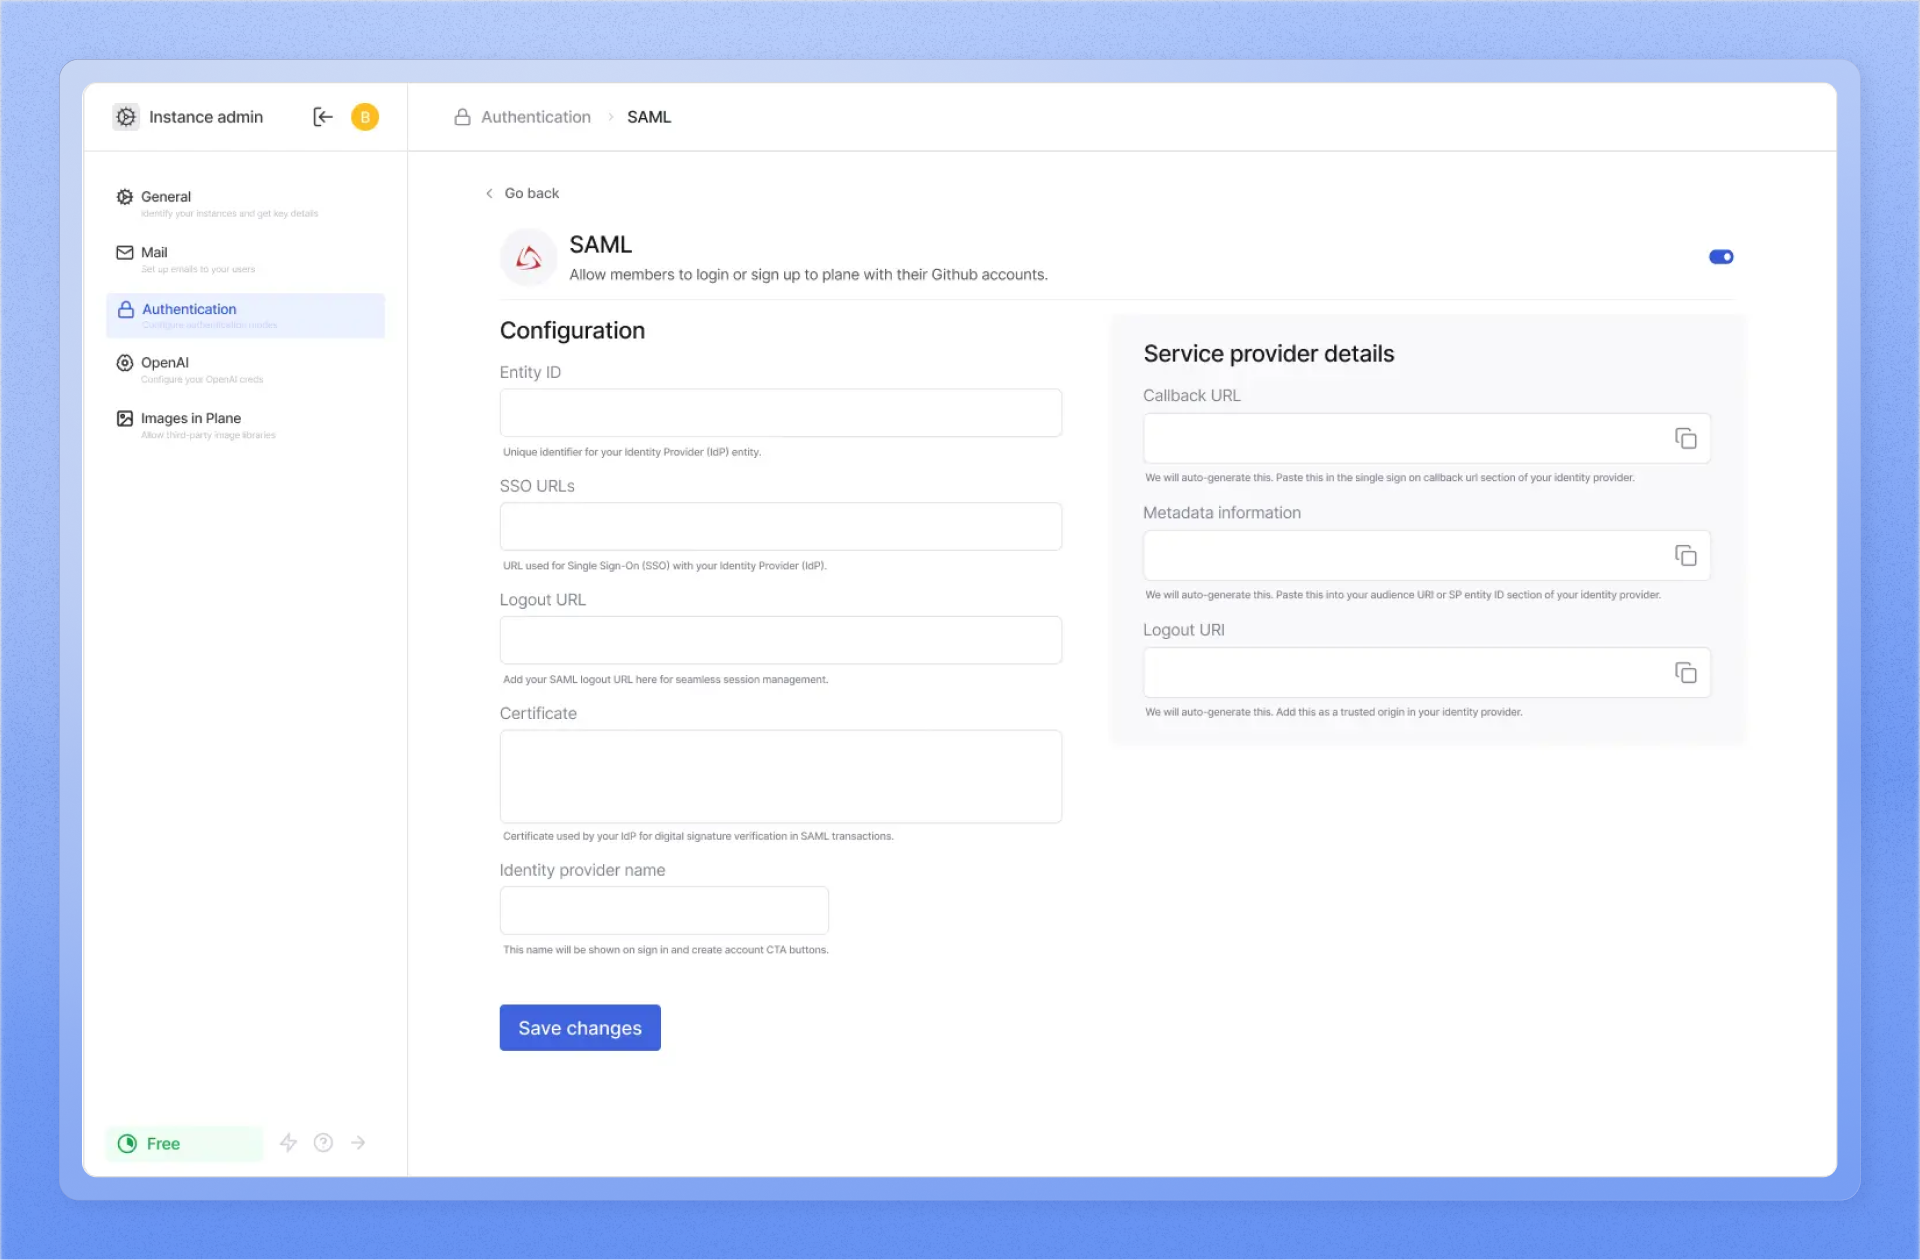 Instance admin
B
Authentication
SAML
General
Identify your instances and get key details
Mail
Set up emails to your users
Authentication
Configure authentication modes
OpenAI
Configure your OpenAI creds
Images in Plane
Allow third-party image libraries
Free
Go back
SAML
Allow members to login or sign up to plane with their Github accounts.
Configuration
Entity ID
Unique identifier for your Identity Provider (IdP) entity.
SSO URLs
URL used for Single Sign-On (SSO) with your Identity Provider (IdP).
Logout URL
Add your SAML logout URL here for seamless session management.
Certificate
Certificate used by your IdP for digital signature verification in SAML transactions.
Identity provider name
This name will be shown on sign in and create account CTA buttons.
Save changes
Service provider details
Callback URL
We will auto-generate this. Paste this in the single sign on callback url section of your identity provider.
Metadata information
We will auto-generate this. Paste this into your audience URI or SP entity ID section of your identity provider.
Logout URI
We will auto-generate this. Add this as a trusted origin in your identity provider.